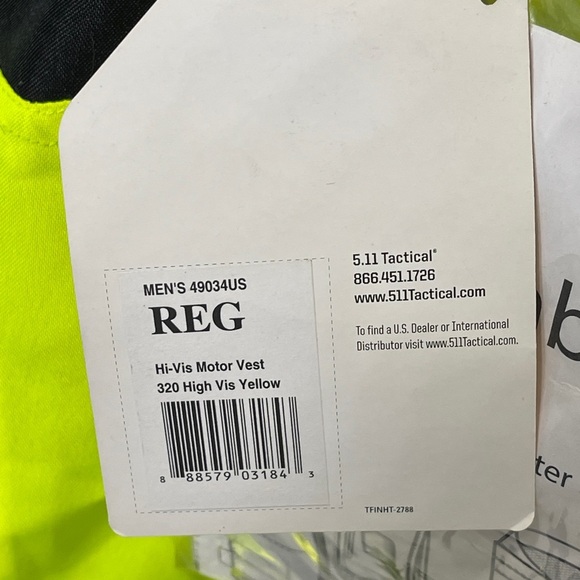 5.11 Tactical®
866.451.1726
www.511Tactical.com
To find a U.S. Dealer or International
Distributor visit www.511Tactical.com.
MEN'S 49034US
REG
Hi-Vis Motor Vest
320 High Vis Yellow
8 88579 03184 3
TFINHT-2788
b
ter